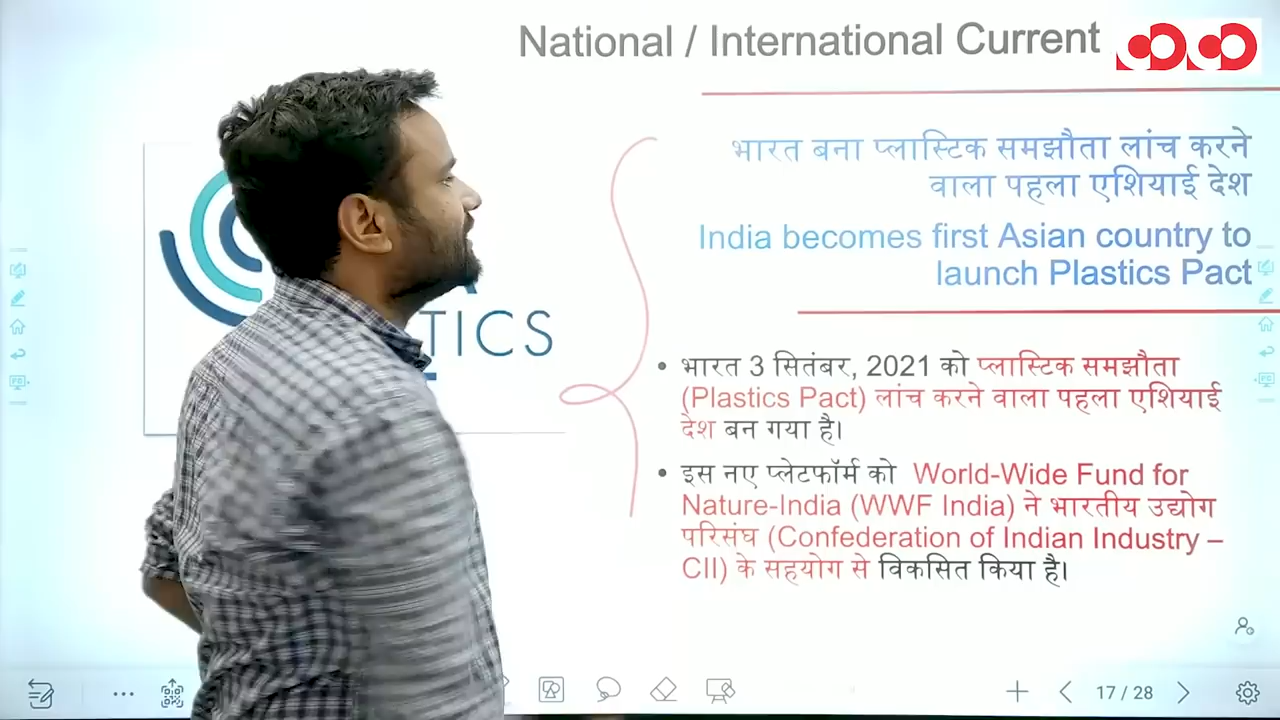 National / International Current
भारत बना प्लास्टिक समझौता लांच करने
वाला पहला एशियाई देश
India becomes first Asian country to
launch Plastics Pact
TICS
• भारत 3 सितंबर, 2021 को प्लास्टिक समझौता
(Plastics Pact) लांच करने वाला पहला एशियाई
देश बन गया है।
• इस नए प्लेटफॉर्म को World-Wide Fund for
Nature-India (WWF India) ने भारतीय उद्योग
परिसंघ (Confederation of Indian Industry –
CII) के सहयोग से विकसित किया है।
17 / 28